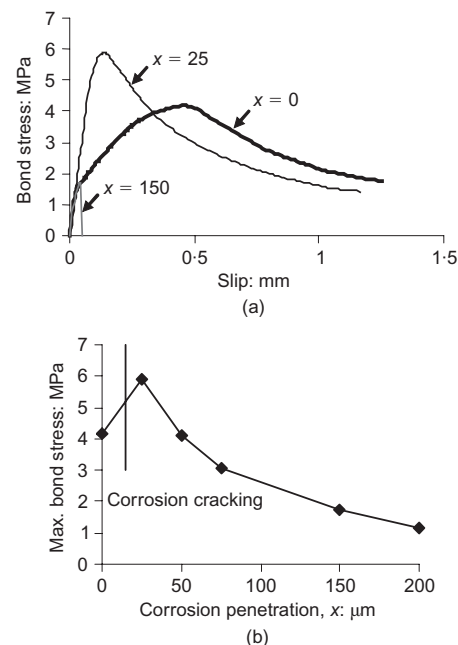 7
6
5
4
3
2
1
0
Bond stress: MPa
x = 25
x = 0
x = 150
0 0·5 1 1·5
Slip: mm
(a)
7
6
5
4
3
2
1
0
Max. bond stress: MPa
Corrosion cracking
0 50 100 150 200
Corrosion penetration, x: μm
(b)